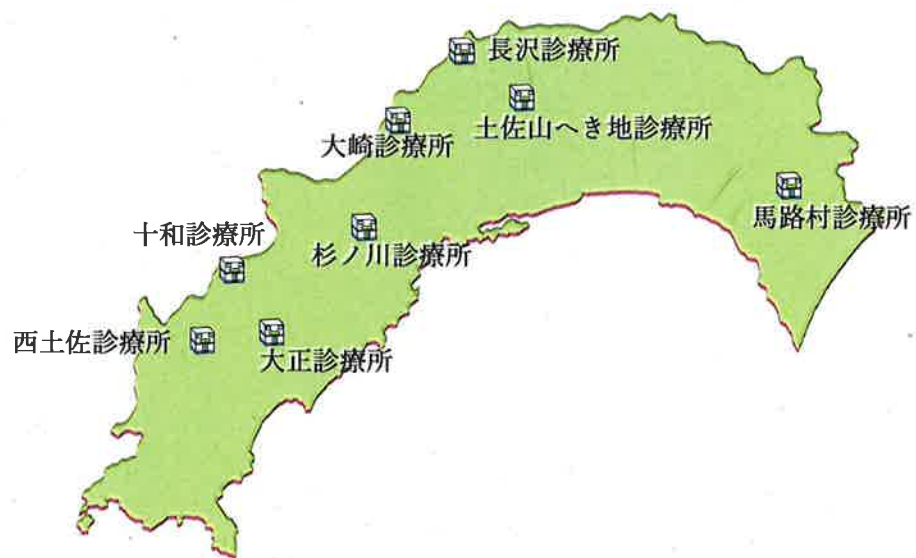 長沢診療所
土佐山へき地診療所
大崎診療所
馬路村診療所
十和診療所
杉ノ川診療所
西土佐診療所
大正診療所